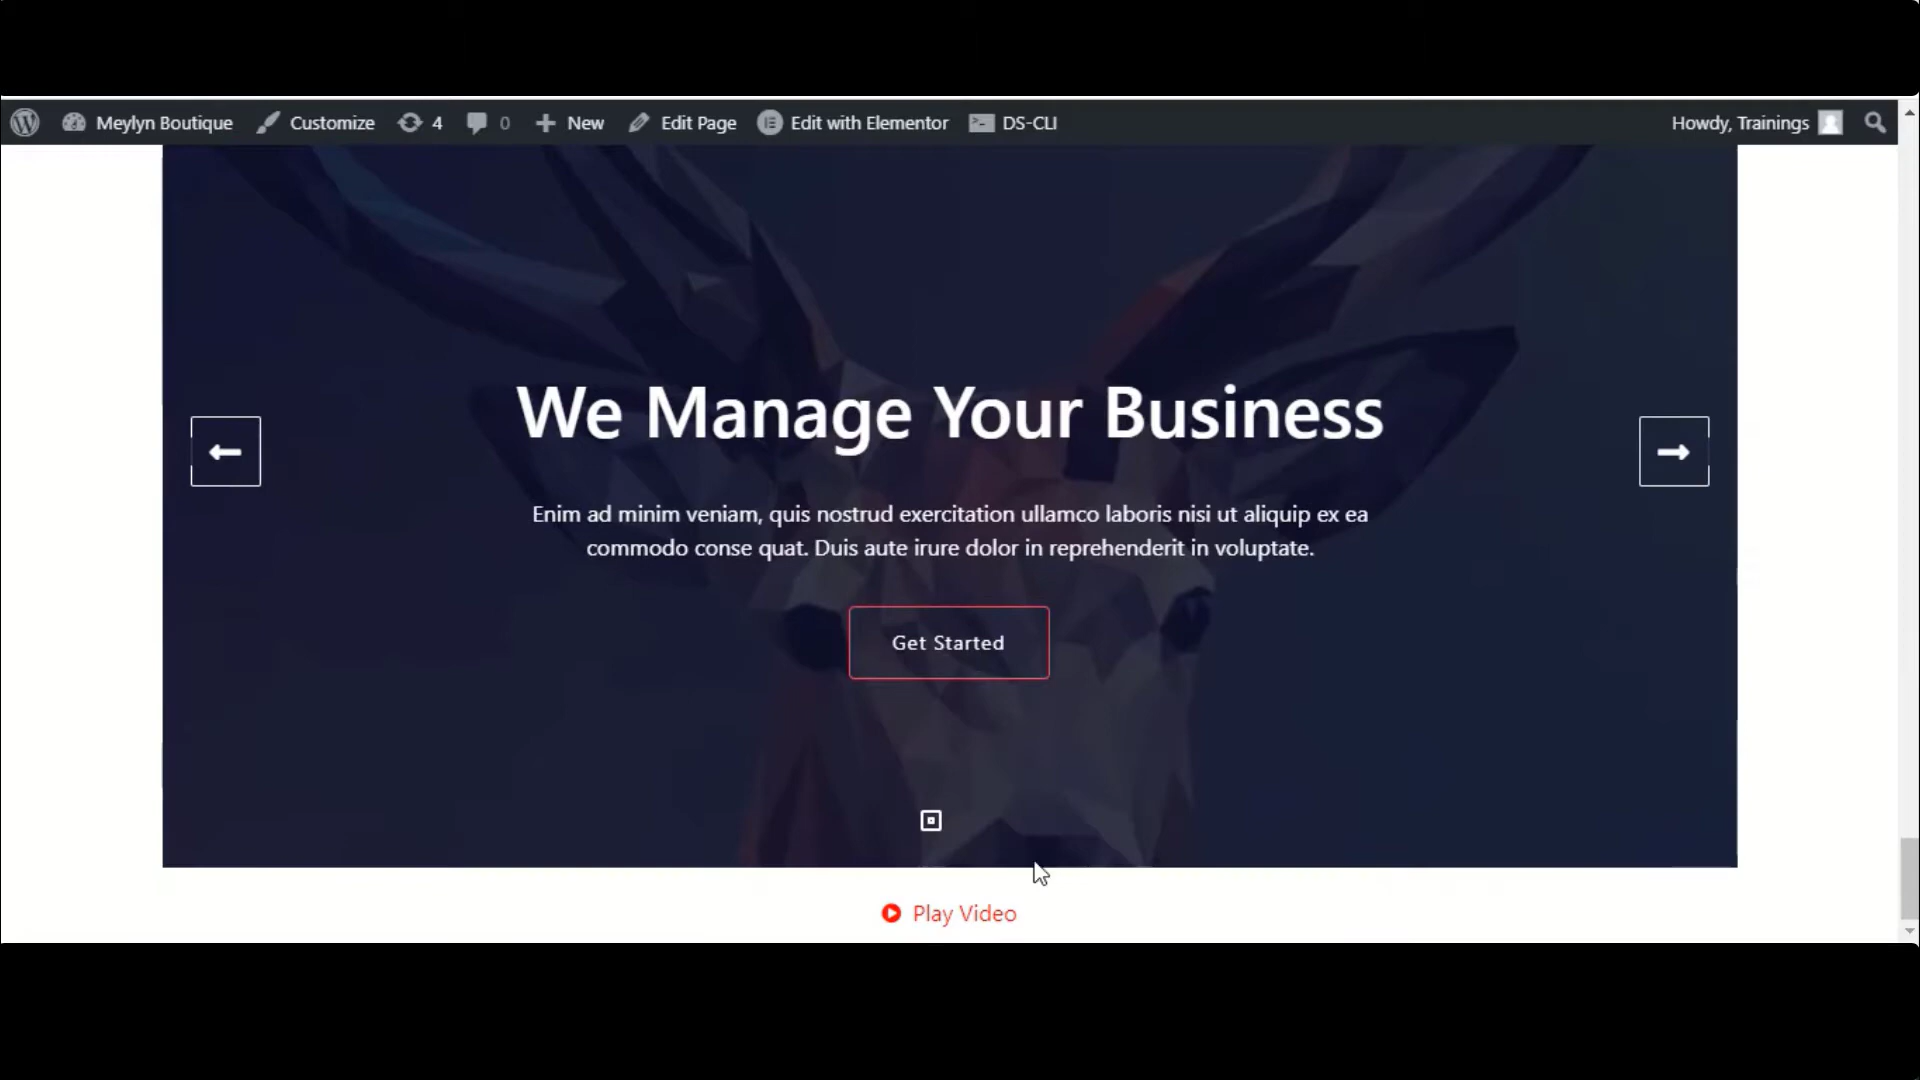 Meylyn Boutique Customize 4 0 New Edit Page Edit with Elementor DS-CLI Howdy, Trainings
We Manage Your Business
Enim ad minim veniam, quis nostrud exercitation ullamco laboris nisi ut aliquip ex ea
commodo conse quat. Duis aute irure dolor in reprehenderit in voluptate.
Get Started
Play Video